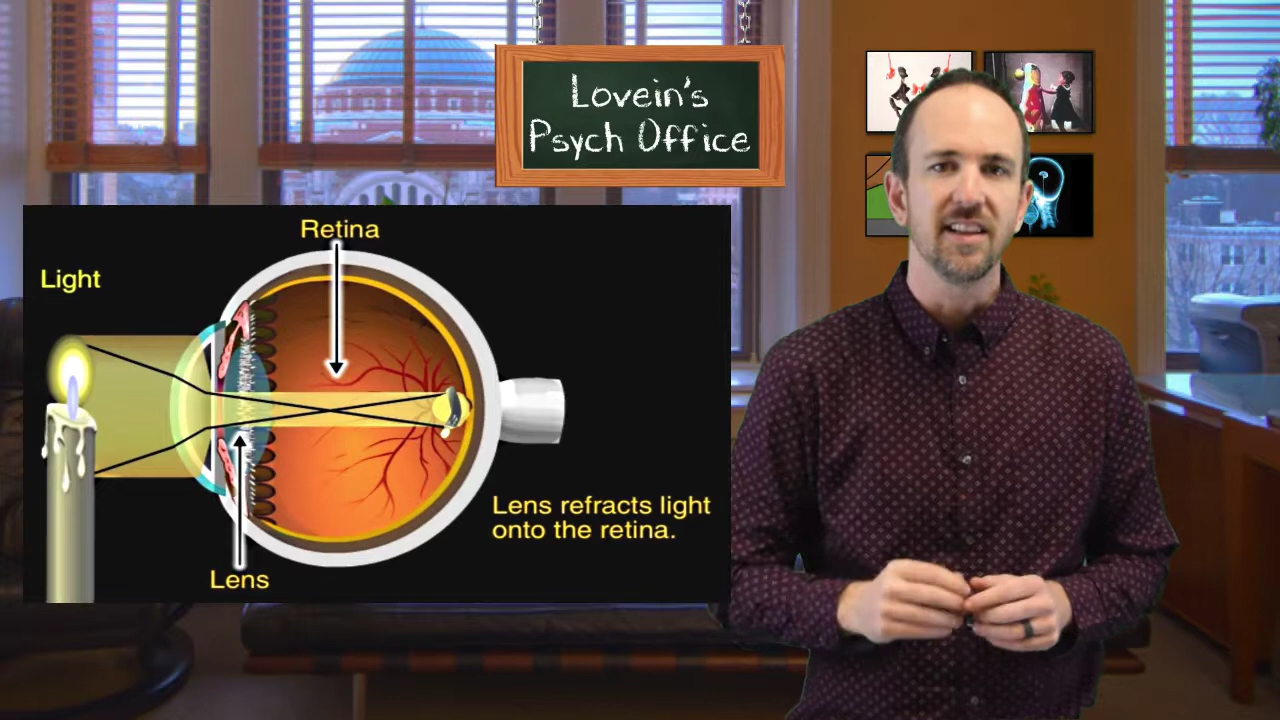 Lovein's
Psych Office
Retina
Light
Lens refracts light
onto the retina.
Lens